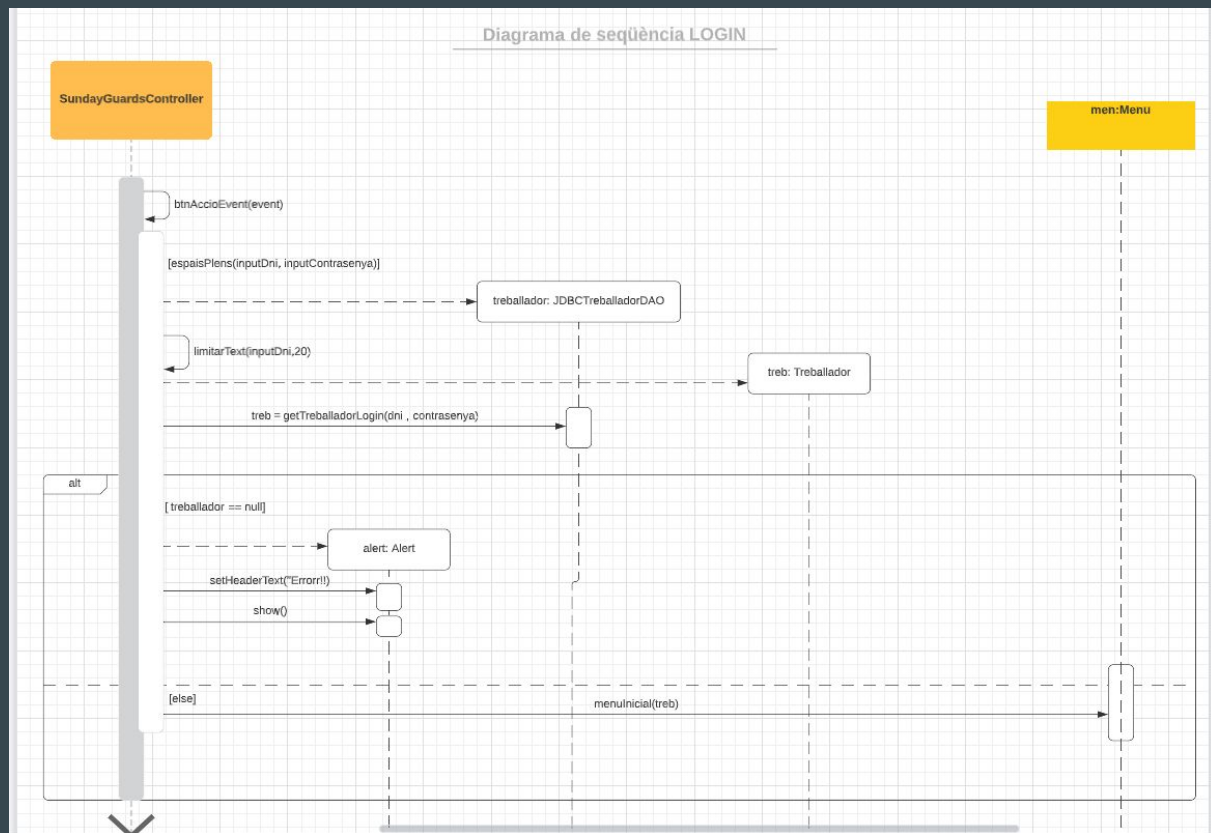 Diagrama de seqüència LOGIN
SundayGuardsController
men:Menu
btnAccioEvent(event)
[espaisPlens(inputDni, inputContrasenya)]
treballador: JDBCTreballadorDAO
limitarText(inputDni,20)
treb: Treballador
treb = getTreballadorLogin(dni , contrasenya)
alt
[ treballador == null]
alert: Alert
setHeaderText("Errorr!!)
show()
[else]
menuInicial(treb)